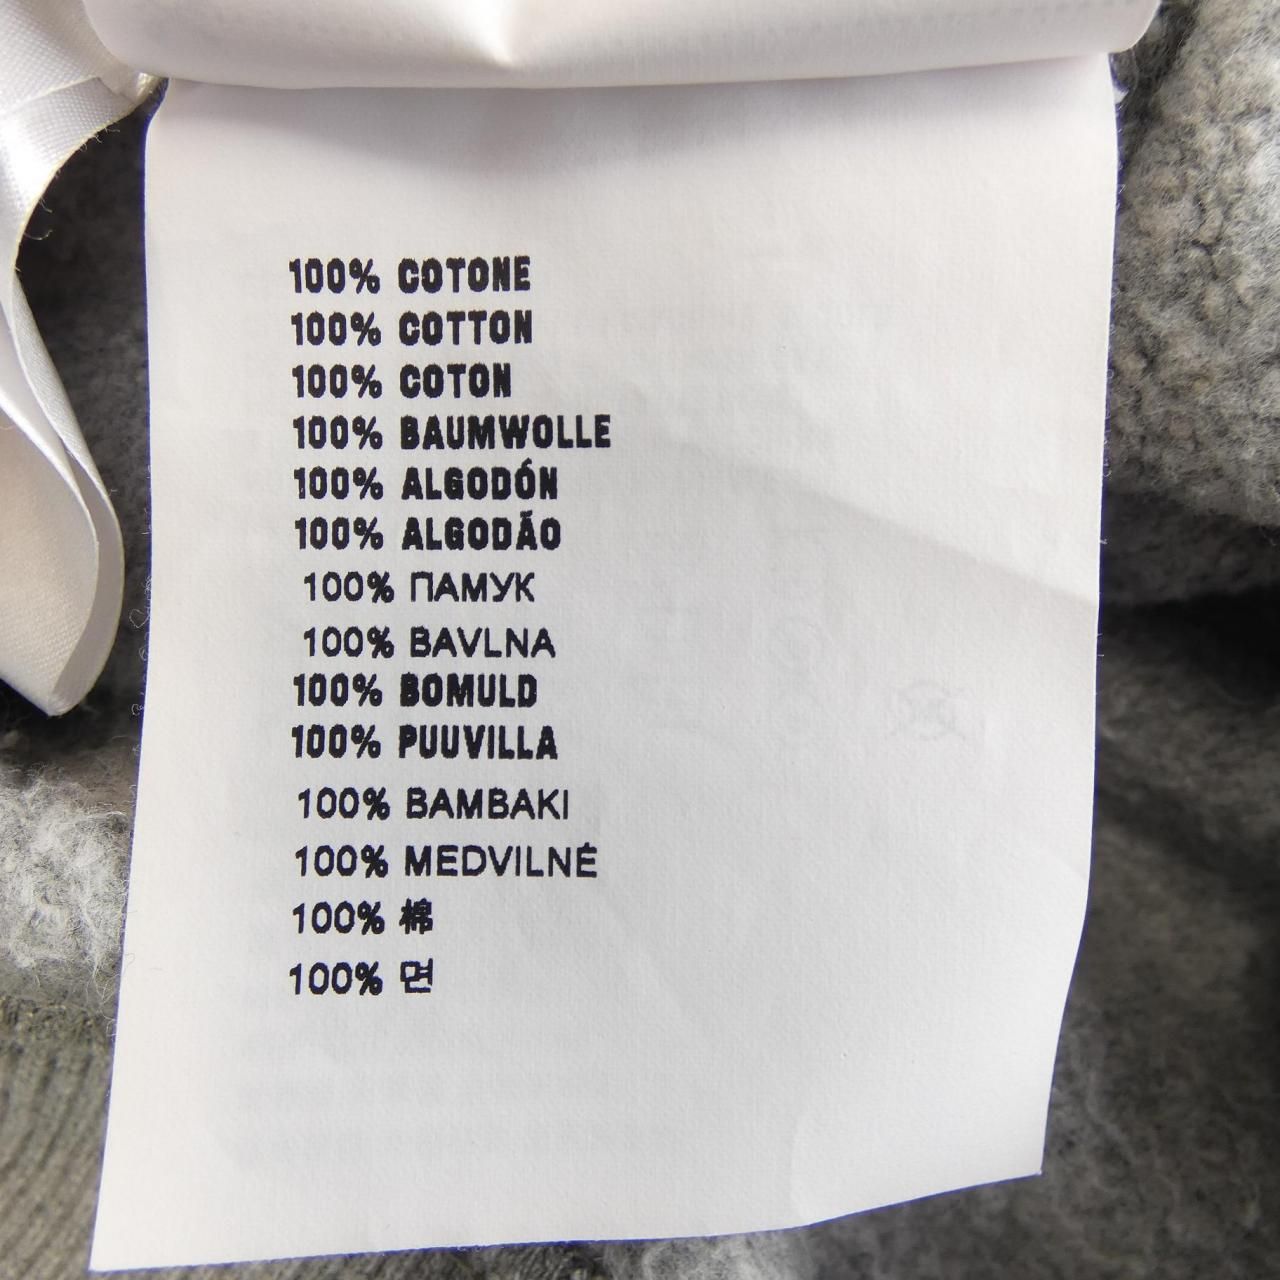 100% COTONE
100% COTTON
100% COTON
100% BAUMWOLLE
100% ALGODÓN
100% ALGODÃO
100% ПАМУК
100% BAVLNA
100% BOMULD
100% PUUVILLA
100% BAMBAKI
100% MEDVILNĖ
100% 棉
100% 면